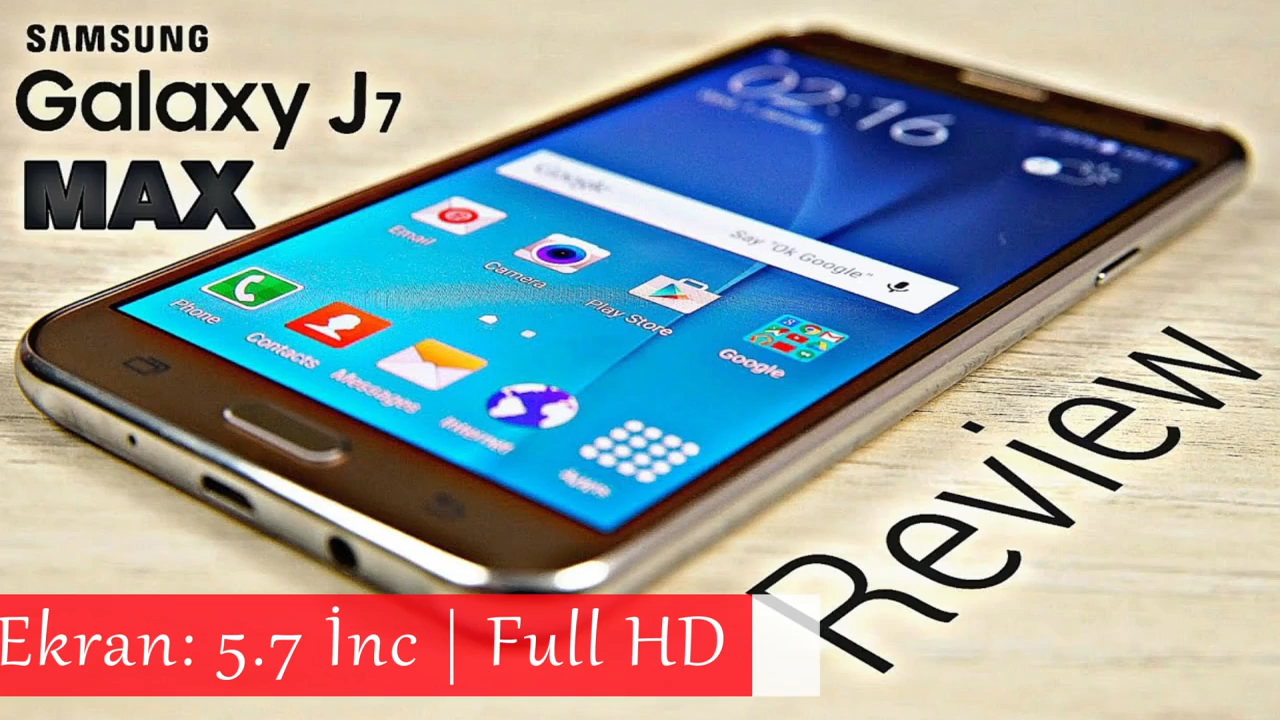 SAMSUNG
Galaxy J7
MAX
02:16
Google
Say "Ok Google"
Email
Camera
Play Store
Google
Phone
Contacts
Messages
Internet
Apps
Review
Ekran: 5.7 İnc | Full HD